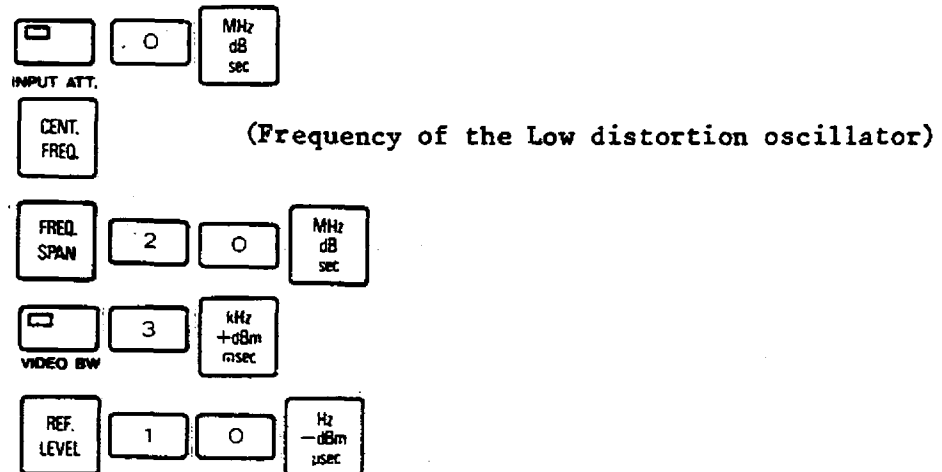 0 MHz
dB
sec
INPUT ATT.
CENT.
FREQ.
(Frequency of the Low distortion oscillator)
FREQ.
SPAN
2 0 MHz
dB
sec
3 kHz
+dBm
msec
VIDEO BW
REF.
LEVEL
1 0 Hz
−dBm
μsec